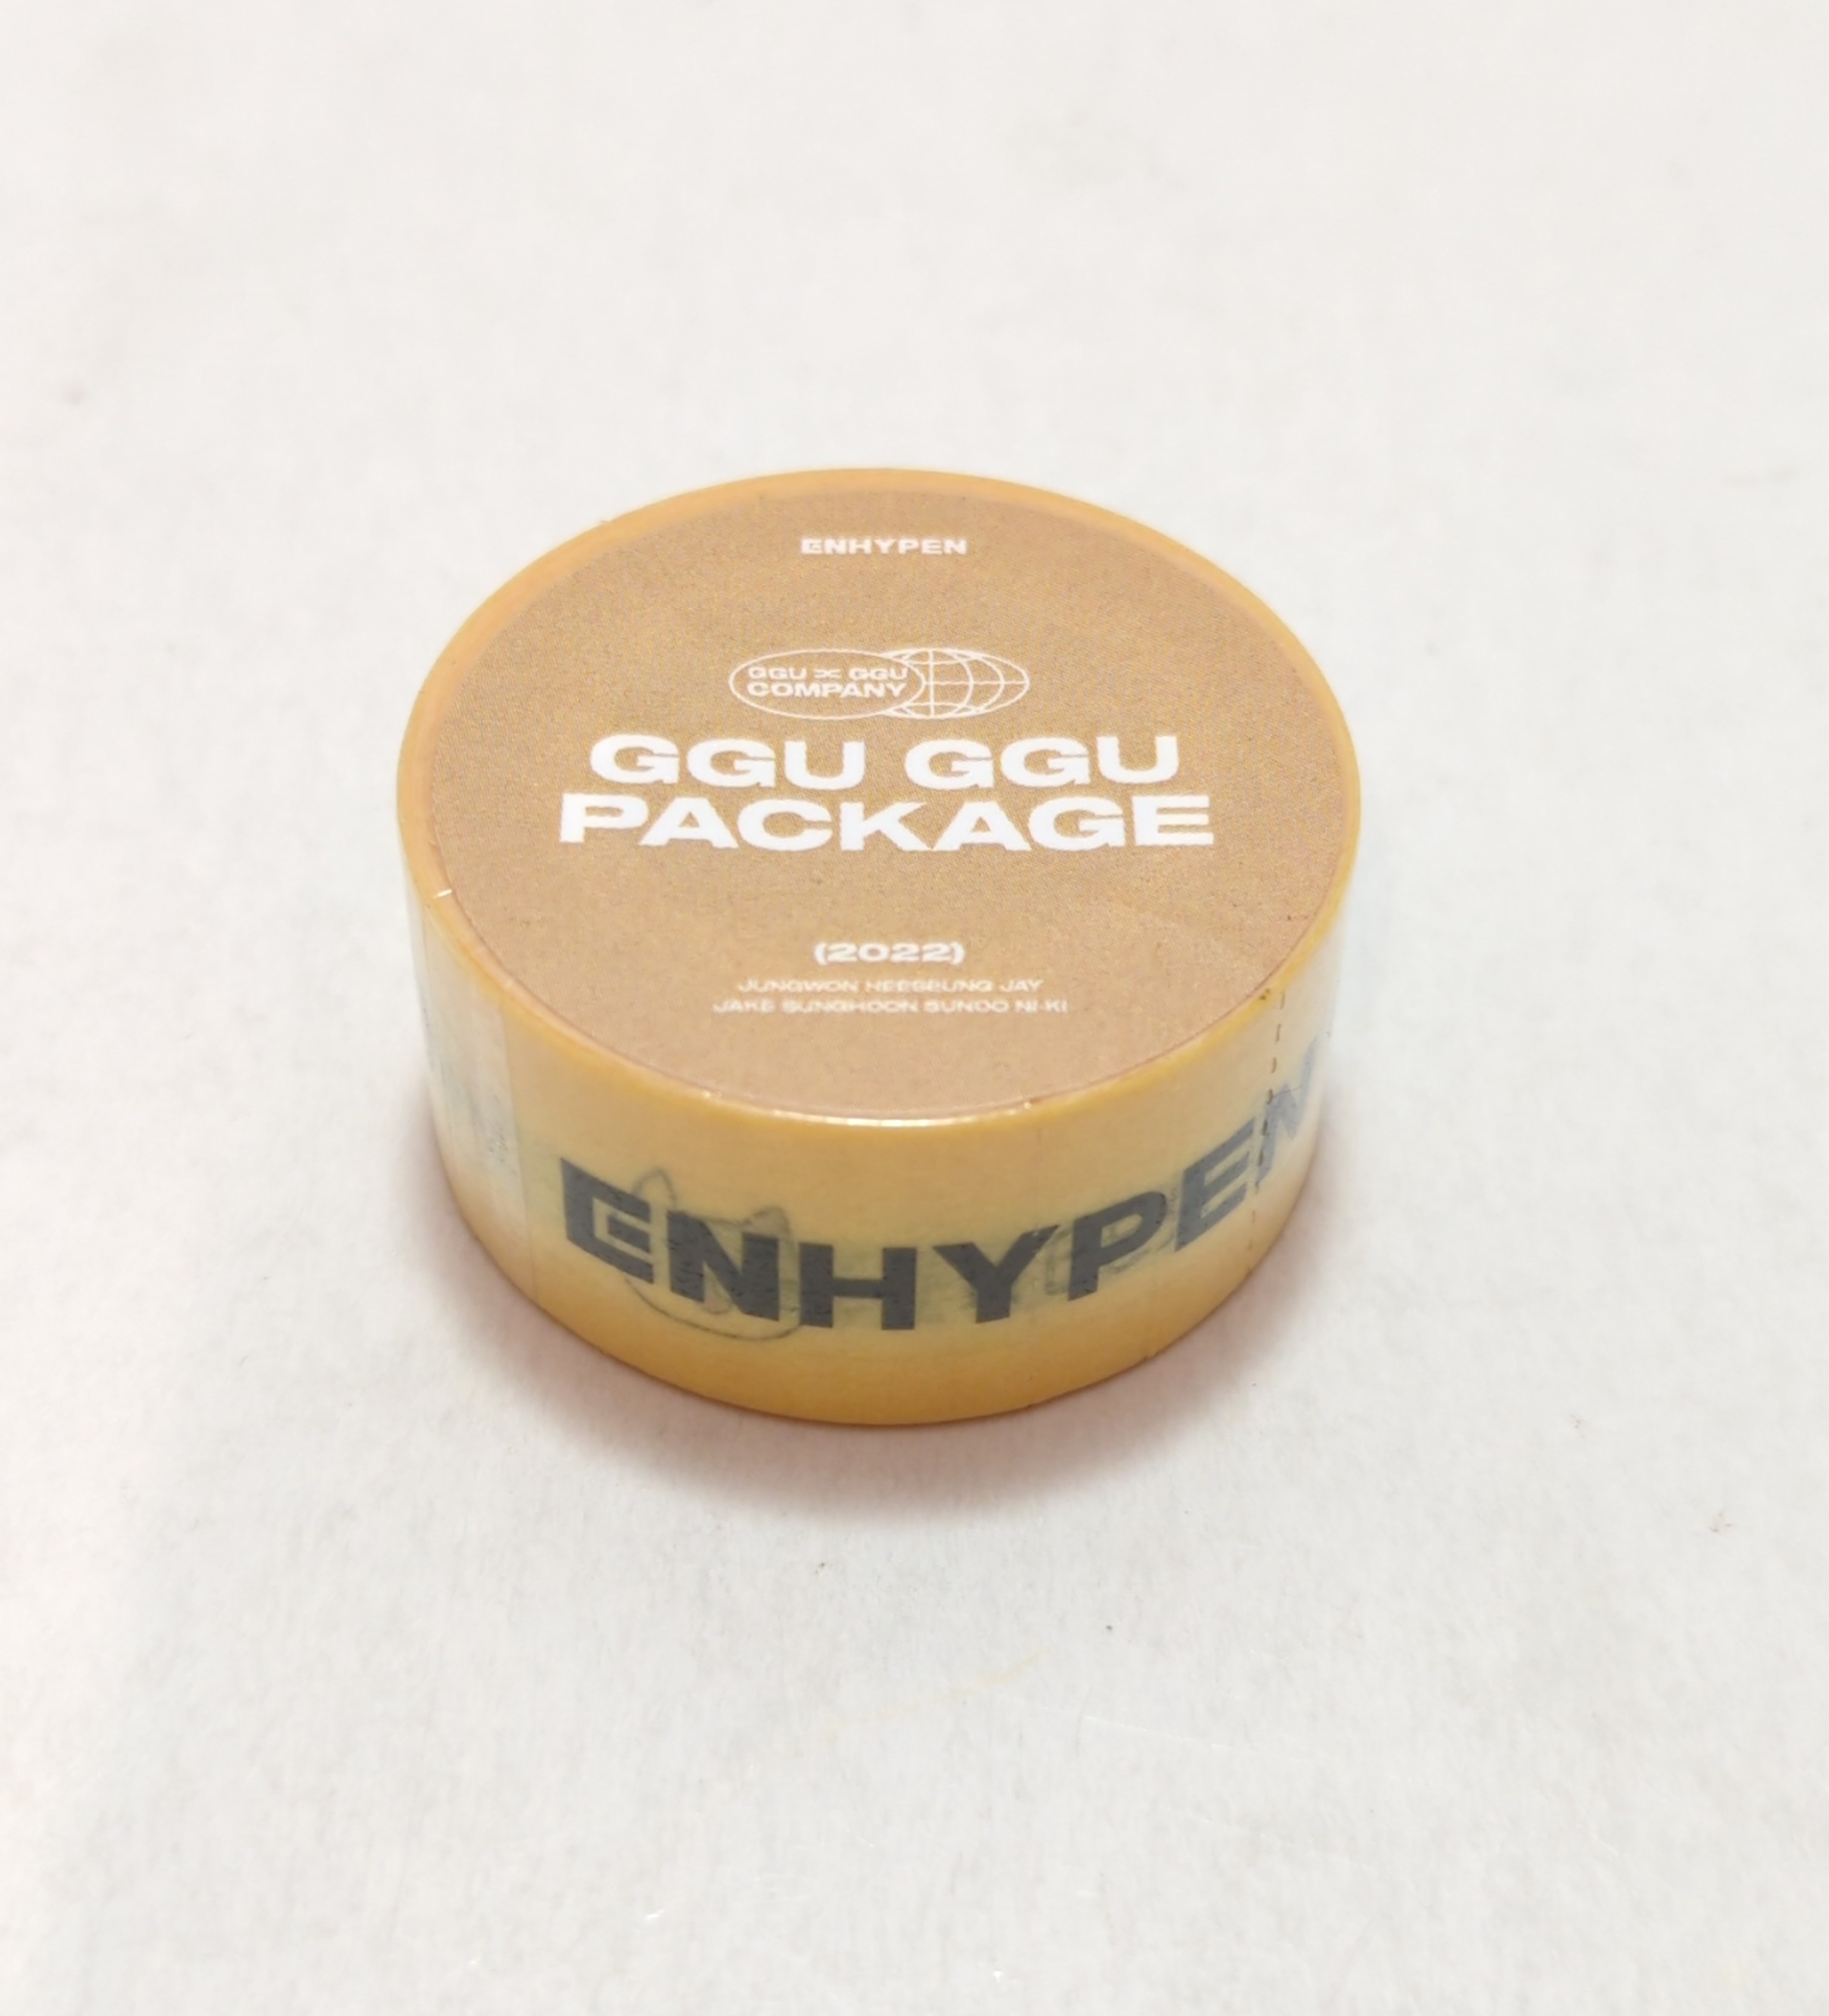 ENHYPEN
GGU × GGU
COMPANY
GGU GGU
PACKAGE
(2022)
JUNGWON HEESEUNG JAY
JAKE SUNGHOON SUNOO NI-KI
ENHYPEN